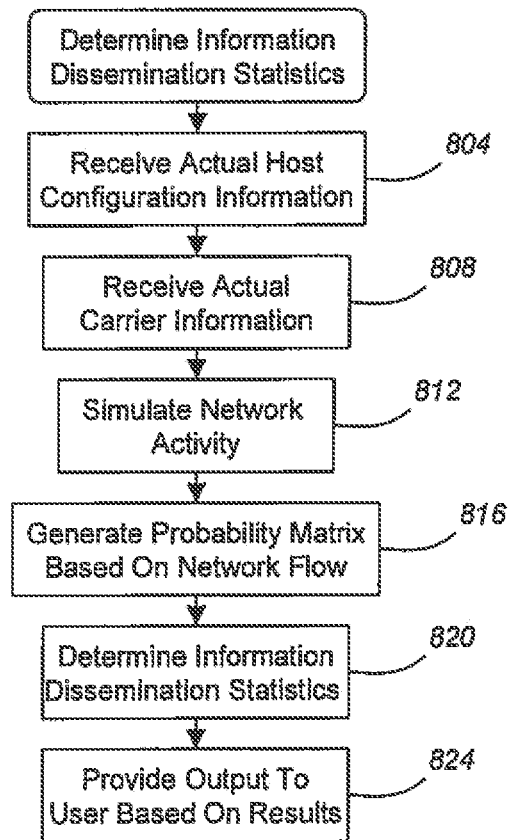 Determine Information
Dissemination Statistics
Receive Actual Host
Configuration Information
804
Receive Actual
Carrier Information
808
Simulate Network
Activity
812
Generate Probability Matrix
Based On Network Flow
816
Determine Information
Dissemination Statistics
820
Provide Output To
User Based On Results
824